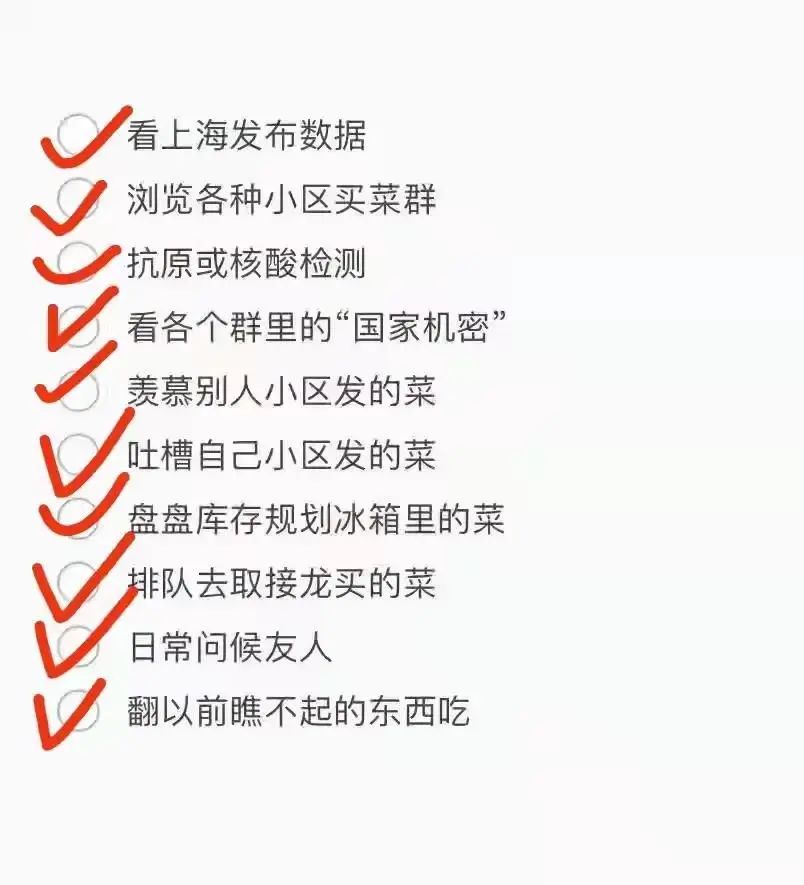 看上海发布数据
浏览各种小区买菜群
抗原或核酸检测
看各个群里的“国家机密”
羡慕别人小区发的菜
吐槽自己小区发的菜
盘盘库存规划冰箱里的菜
排队去取接龙买的菜
日常问候友人
翻以前瞧不起的东西吃